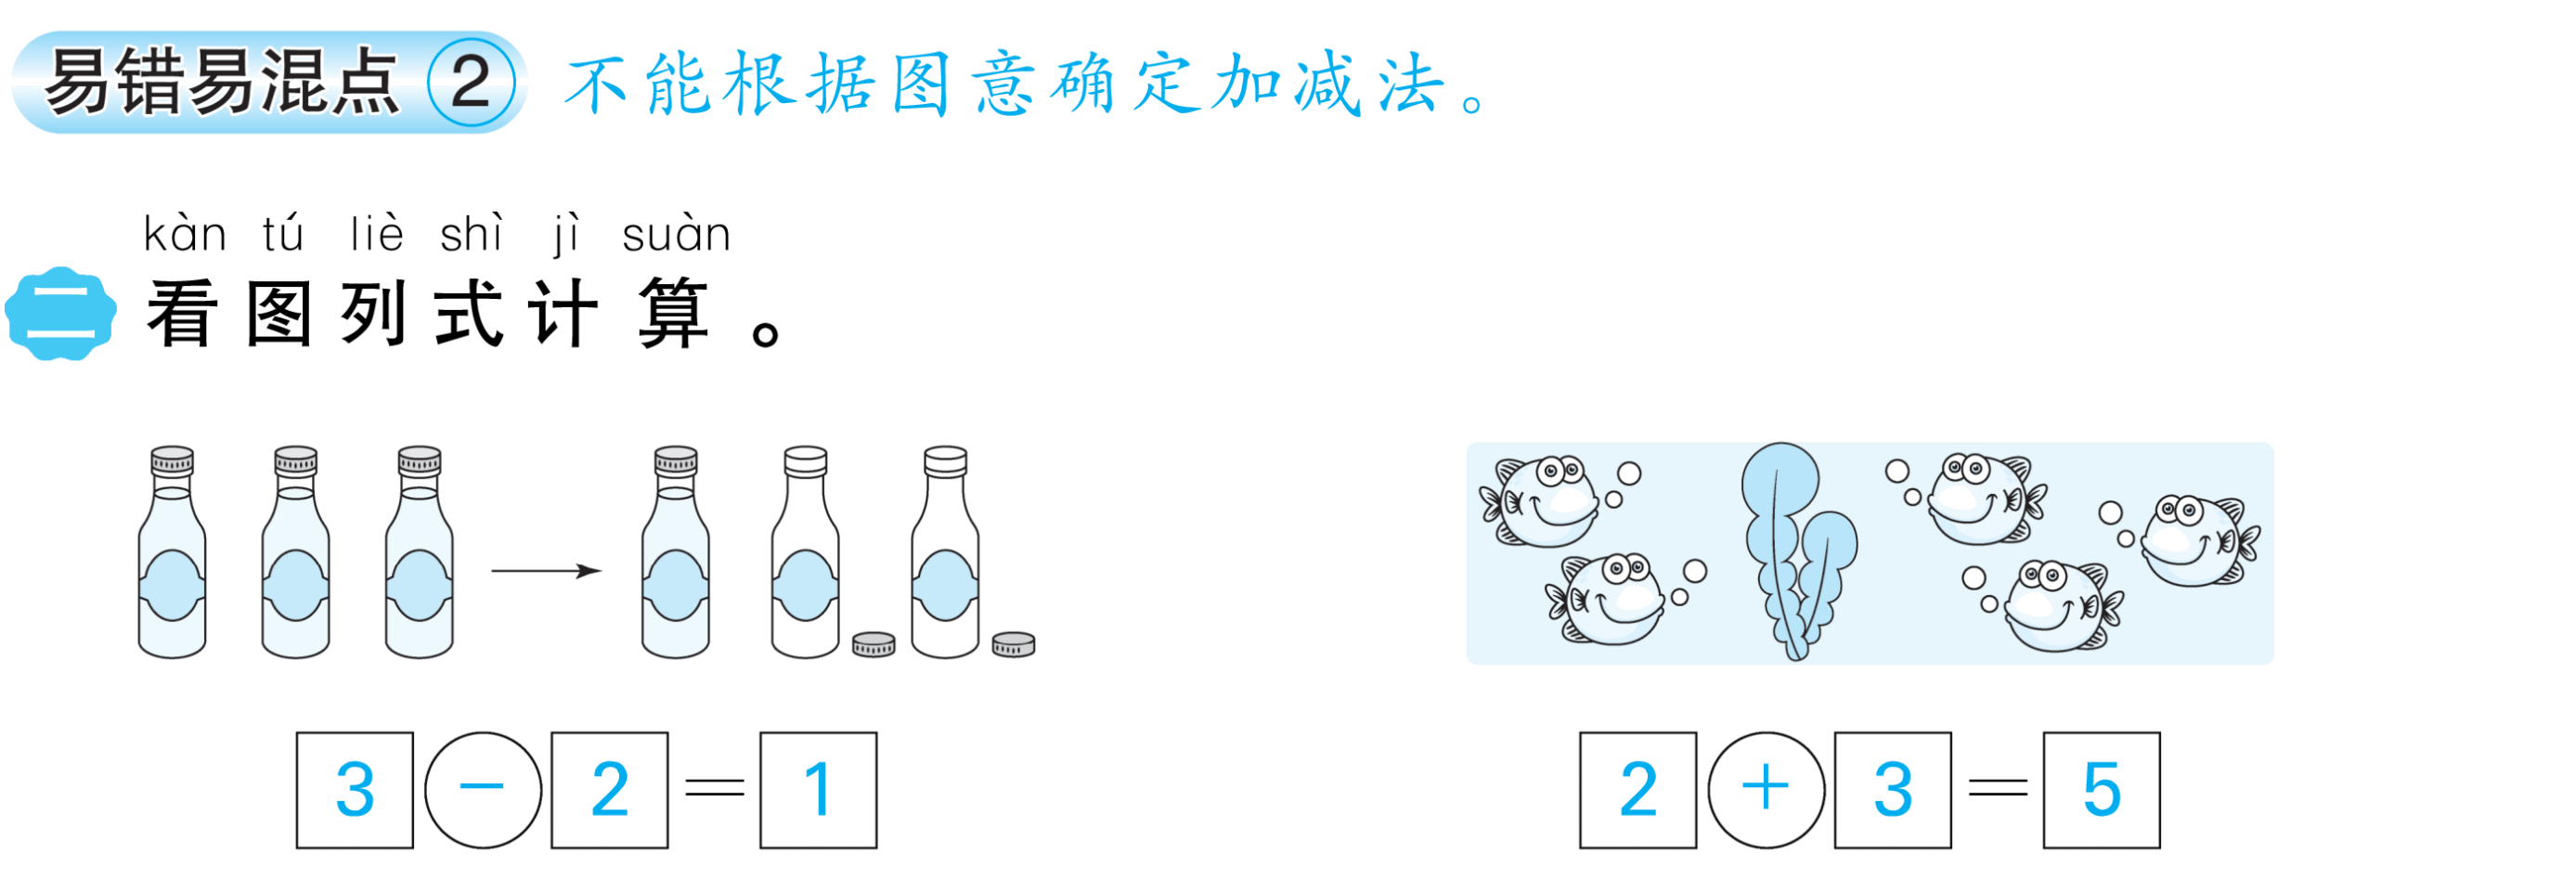 易错易混点 ② 不能根据图意确定加减法。
kàn tú liè shì jì suàn
二 看图列式计算。
3 − 2 = 1
2 + 3 = 5